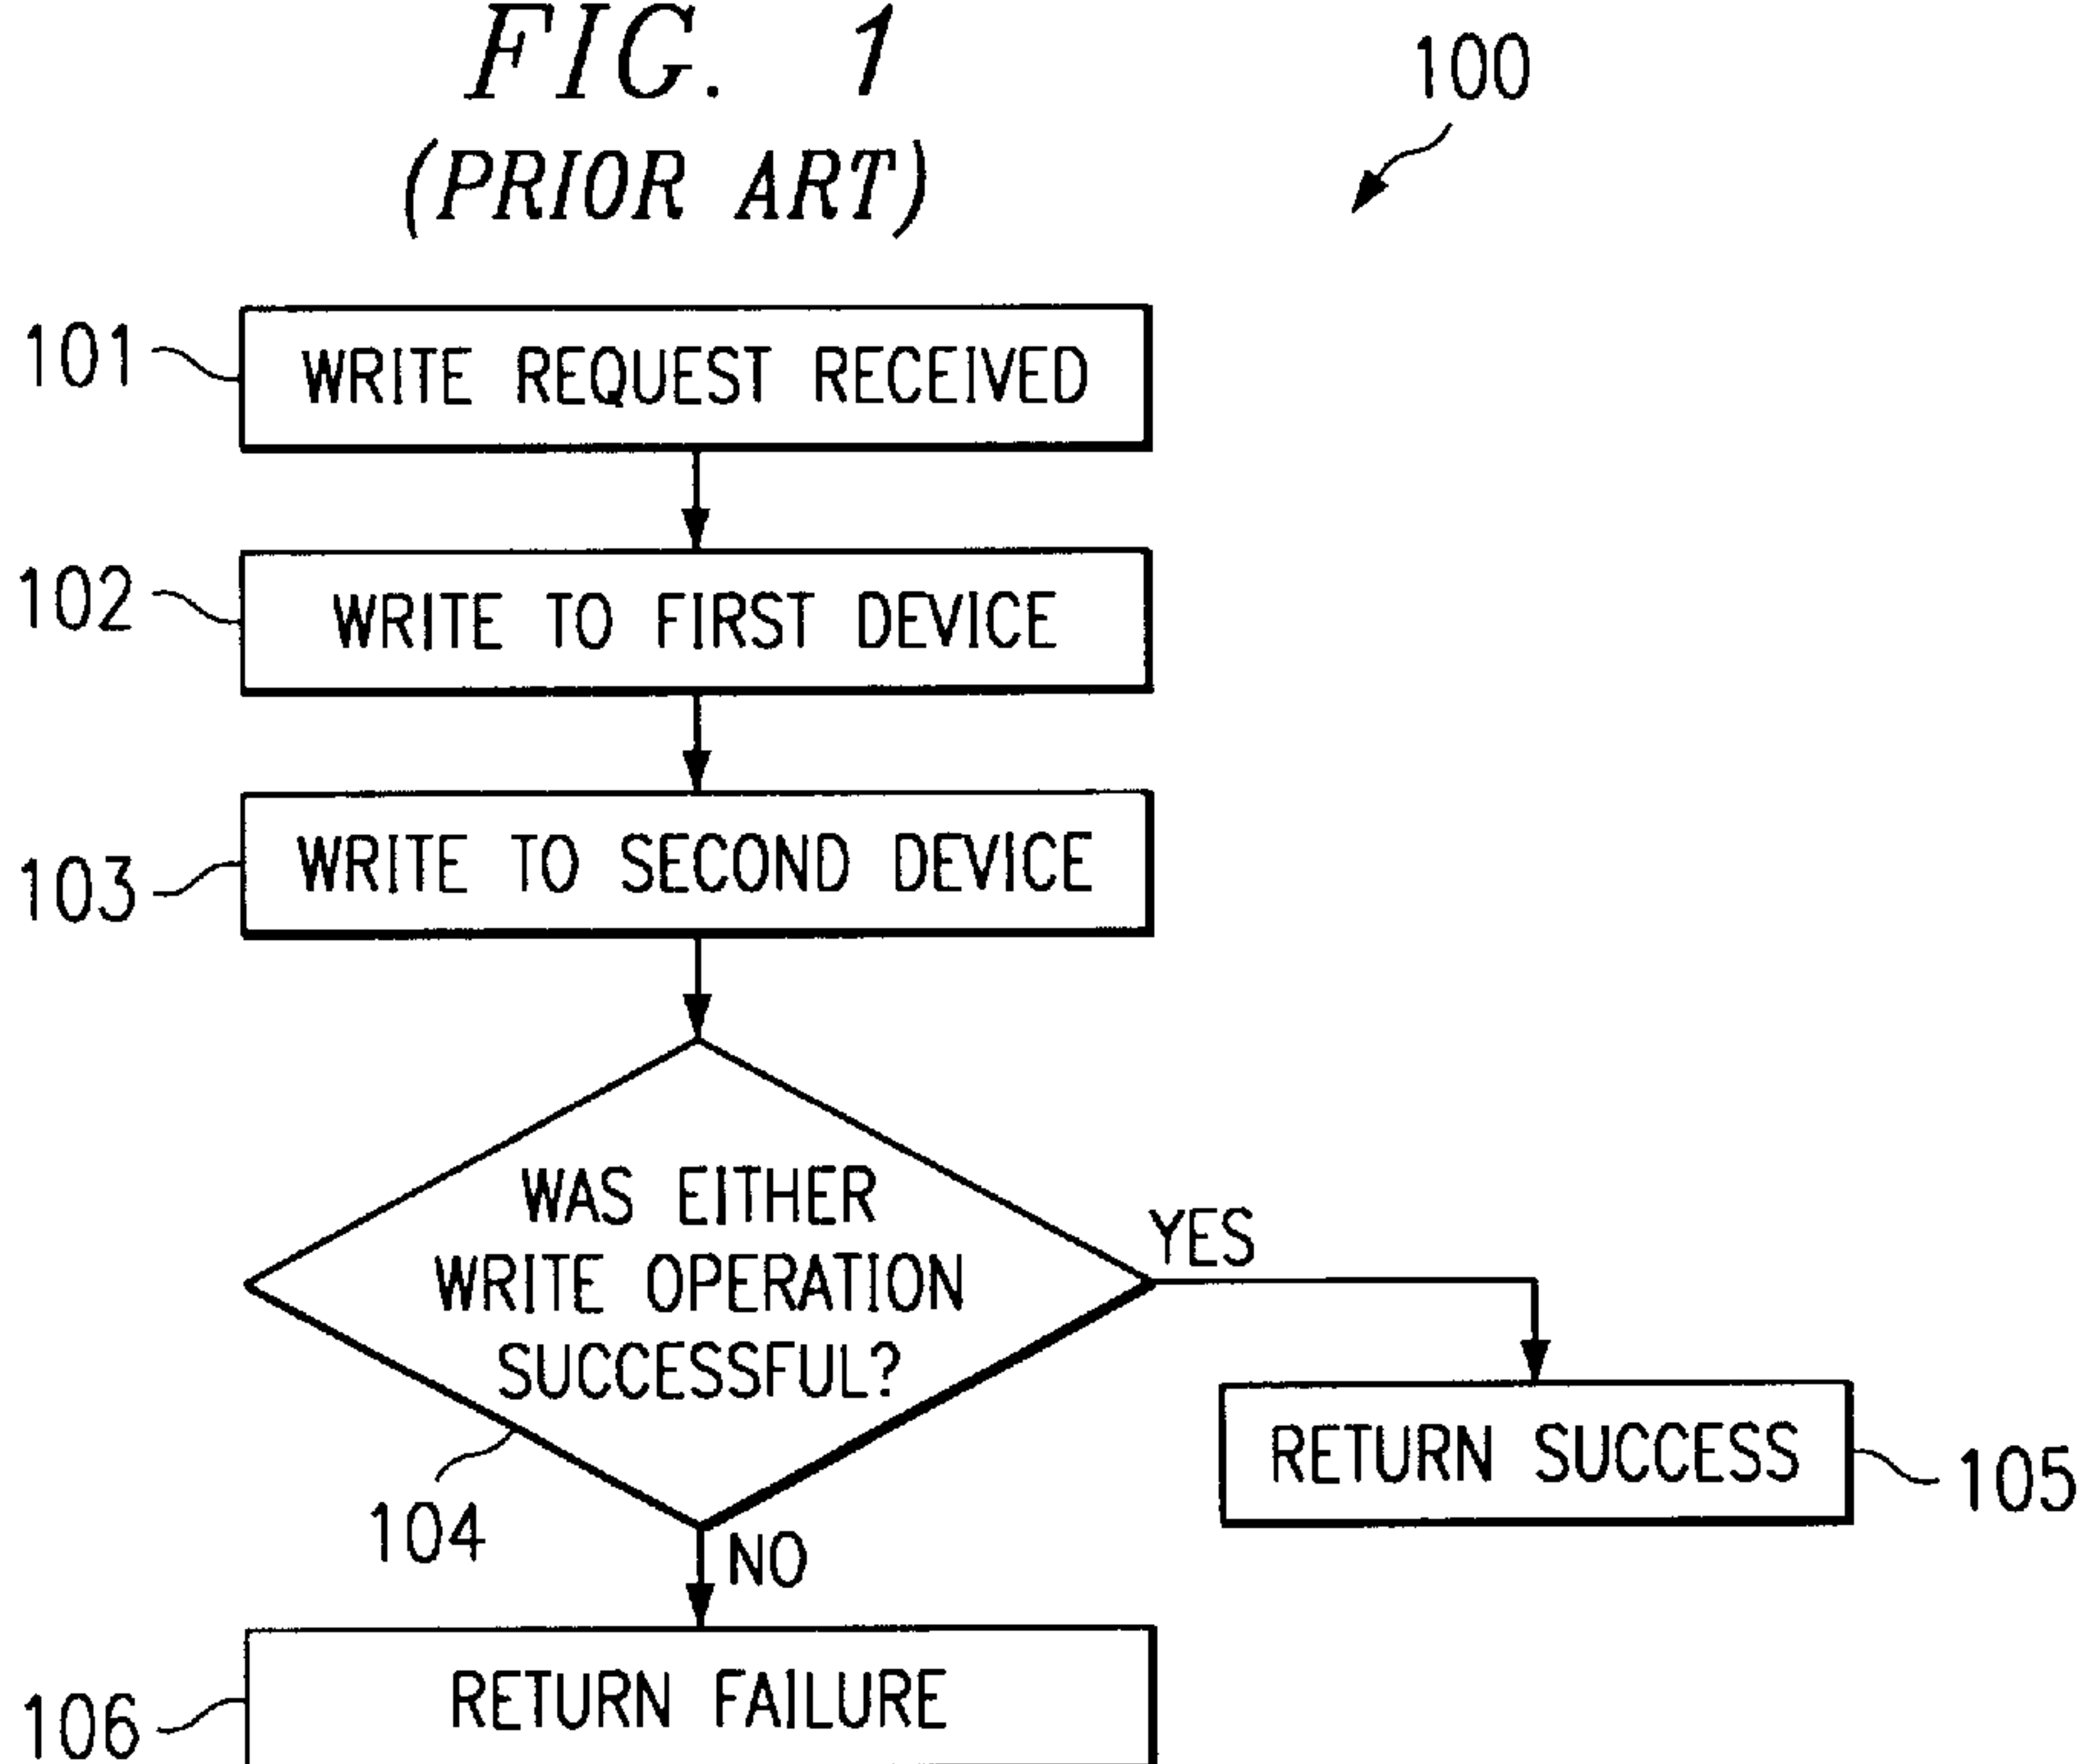 FIG. 1
(PRIOR ART)
100
101
WRITE REQUEST RECEIVED
102
WRITE TO FIRST DEVICE
103
WRITE TO SECOND DEVICE
WAS EITHER
WRITE OPERATION
SUCCESSFUL?
YES
104
NO
RETURN SUCCESS
105
106
RETURN FAILURE